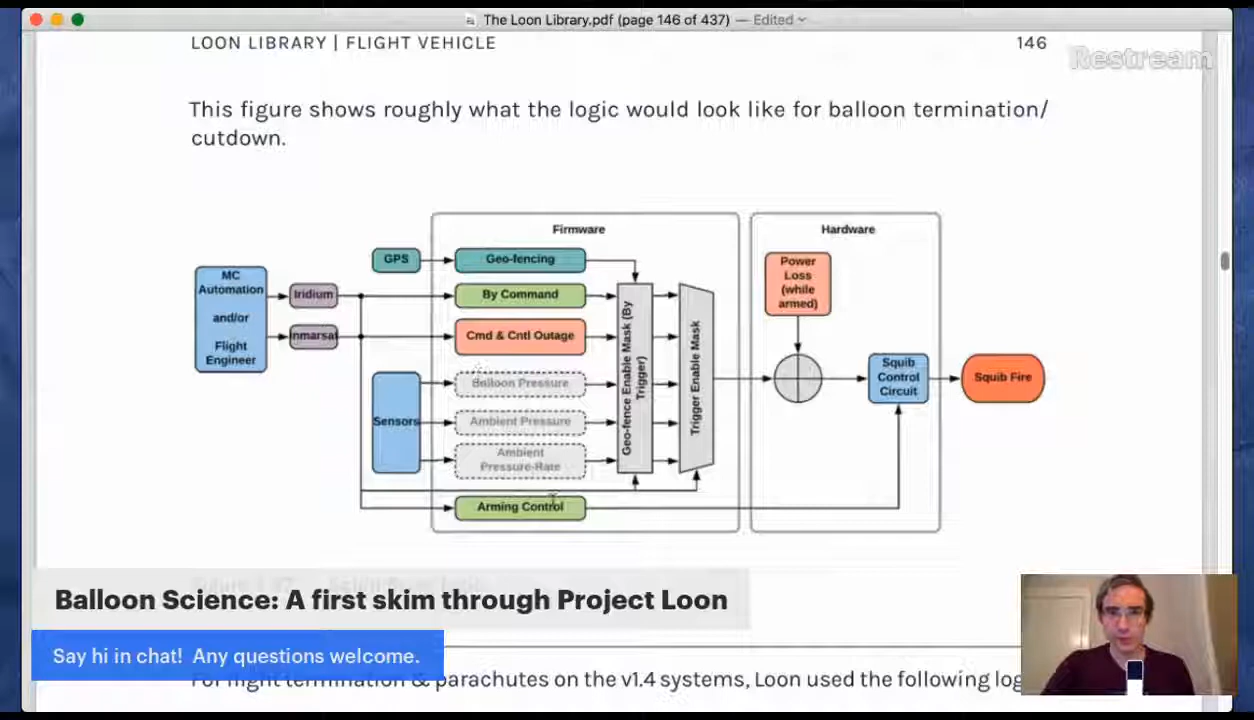 The Loon Library.pdf (page 146 of 437) — Edited
LOON LIBRARY | FLIGHT VEHICLE
146
Restream
This figure shows roughly what the logic would look like for balloon termination/
cutdown.
Firmware
Hardware
GPS
Geo-fencing
Power
Loss
(while
armed)
MC
Automation
and/or
Flight
Engineer
Iridium
By Command
nmarsat
Cmd & Cntl Outage
Geo-fence Enable Mask (By
Trigger)
Trigger Enable Mask
Squib
Control
Circuit
Squib Fire
Sensors
Balloon Pressure
Ambient Pressure
Ambient
Pressure-Rate
Arming Control
Balloon Science: A first skim through Project Loon
Say hi in chat! Any questions welcome.
For flight termination & parachutes on the v1.4 systems, Loon used the following log